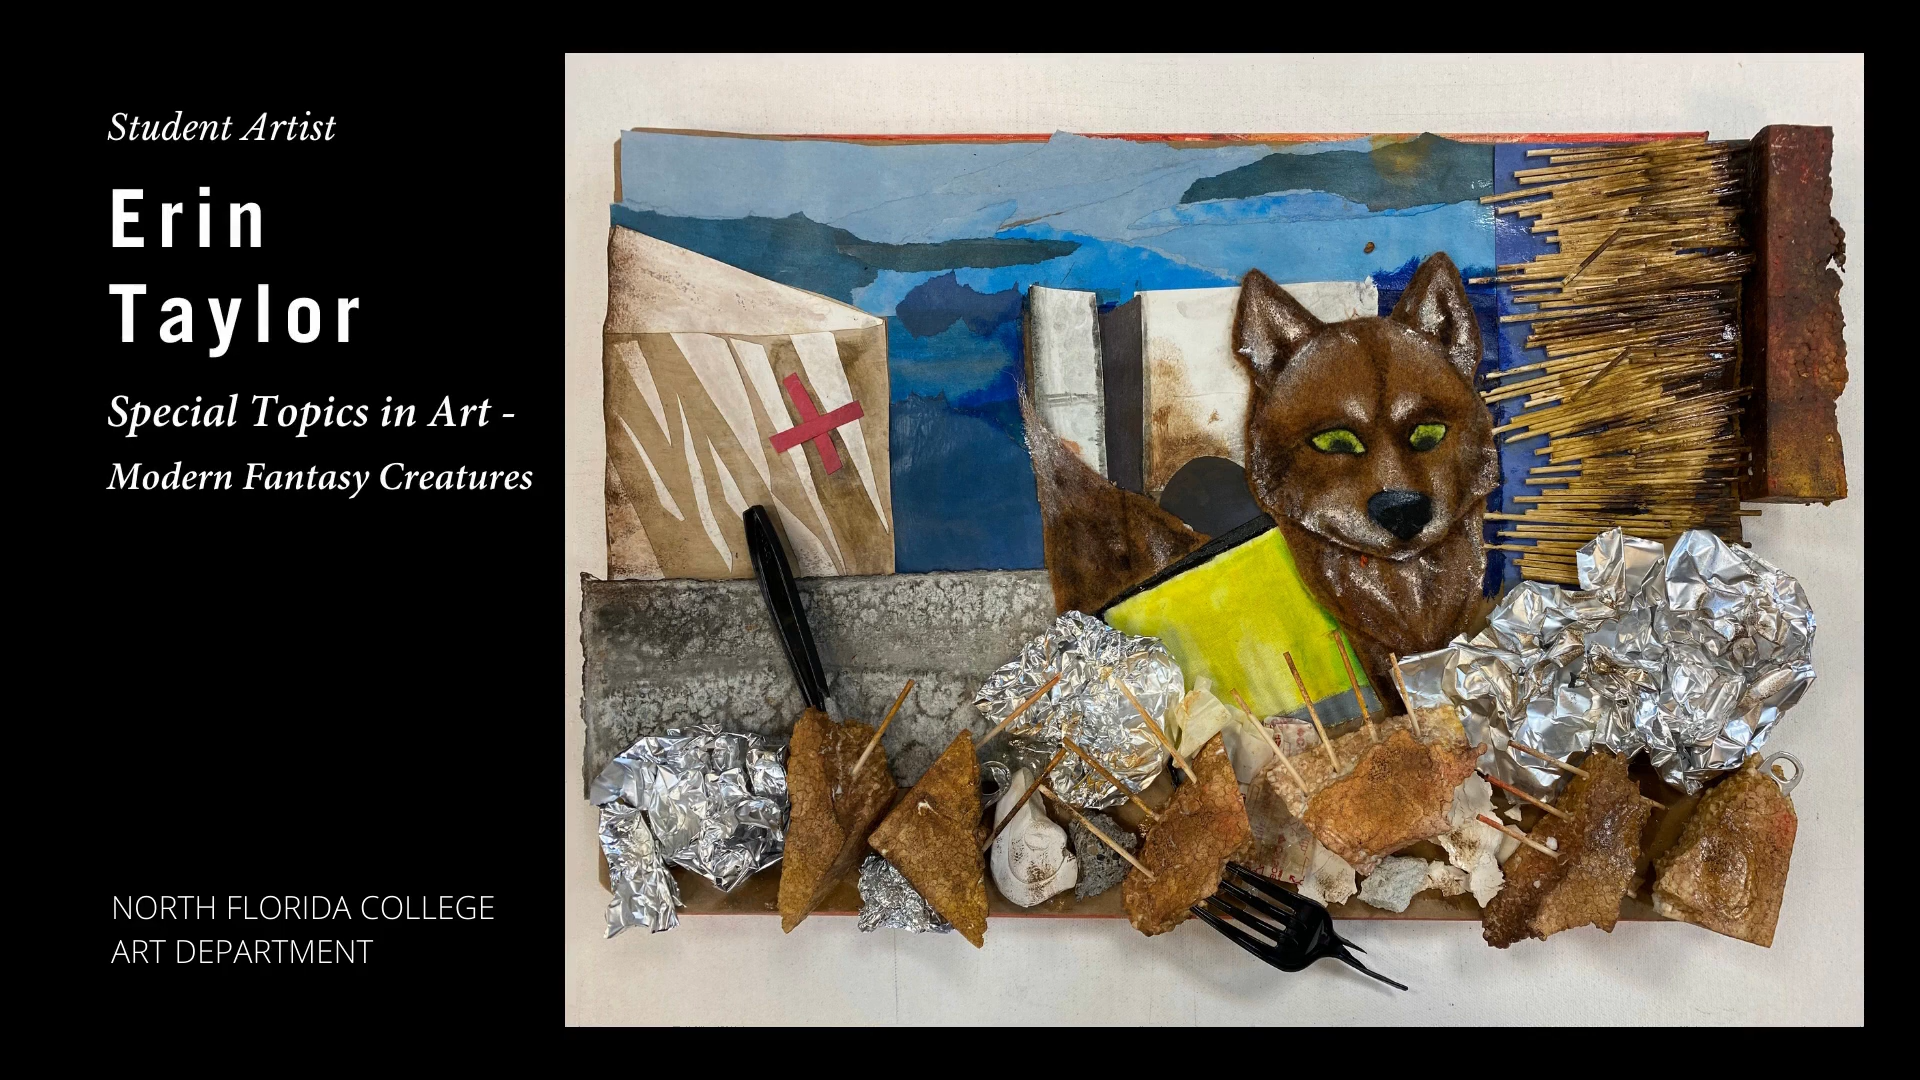 Student Artist
Erin
Taylor
Special Topics in Art -
Modern Fantasy Creatures
NORTH FLORIDA COLLEGE
ART DEPARTMENT